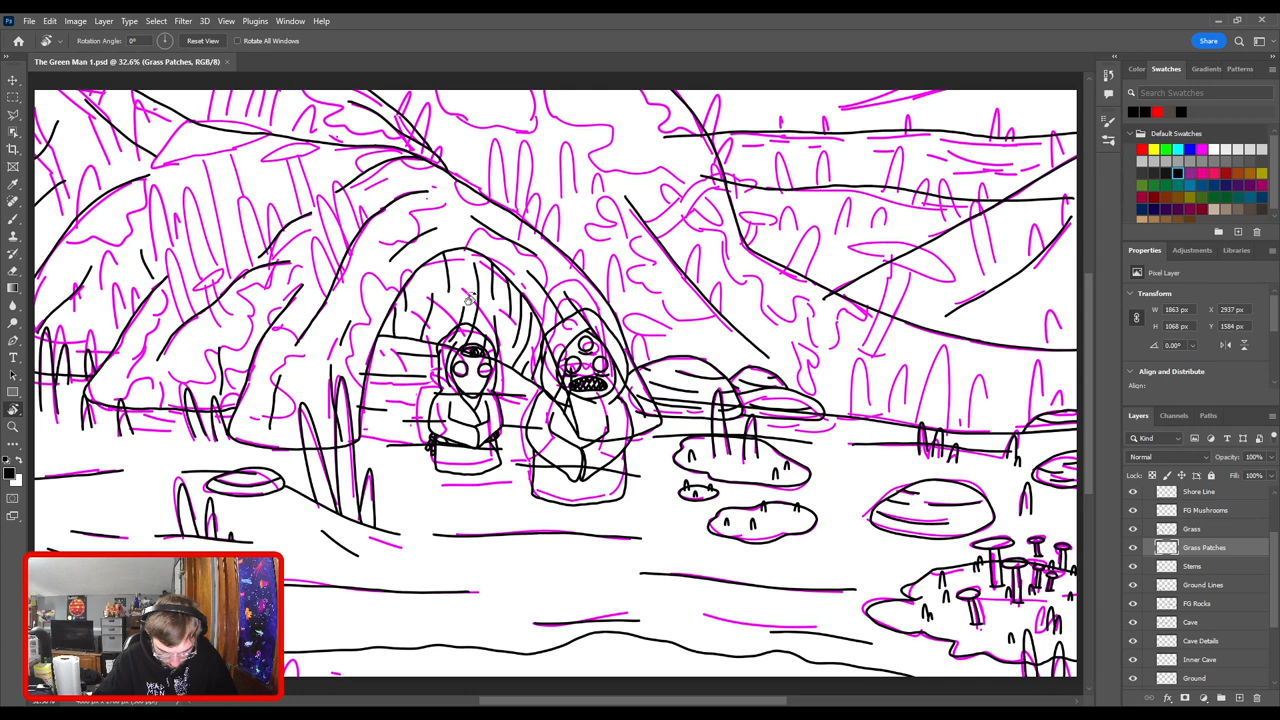 Ps File Edit Image Layer Type Select Filter 3D View Plugins Window Help
Rotation Angle: 0° Reset View Rotate All Windows Share
The Green Man 1.psd @ 32.6% (Grass Patches, RGB/8) ×
Color Swatches Gradients Patterns
Search Swatches
Default Swatches
Properties Adjustments Libraries
Pixel Layer
Transform
W 1863 px X 2937 px
H 1068 px Y 1584 px
0.00°
Align and Distribute
Align:
Layers Channels Paths
Kind
Normal Opacity: 100%
Lock: Fill: 100%
Shore Line
FG Mushrooms
Grass
Grass Patches
Stems
Ground Lines
FG Rocks
Cave
Cave Details
Inner Cave
Ground
DEAD
MEN